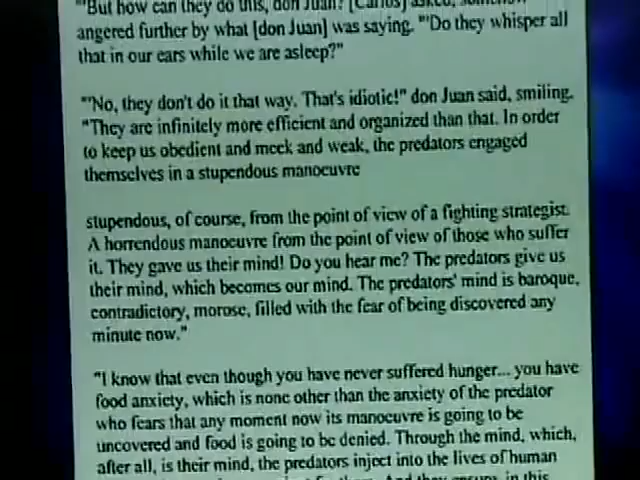 "'But how can they do this, don Juan? [Carlos] asked, somehow
angered further by what [don Juan] was saying. "'Do they whisper all
that in our ears while we are asleep?"
"'No, they don't do it that way. That's idiotic!" don Juan said, smiling.
"They are infinitely more efficient and organized than that. In order
to keep us obedient and meek and weak, the predators engaged
themselves in a stupendous manoeuvre
stupendous, of course, from the point of view of a fighting strategist.
A horrendous manoeuvre from the point of view of those who suffer
it. They gave us their mind! Do you hear me? The predators give us
their mind, which becomes our mind. The predators' mind is baroque,
contradictory, morose, filled with the fear of being discovered any
minute now."
"I know that even though you have never suffered hunger... you have
food anxiety, which is none other than the anxiety of the predator
who fears that any moment now its manoeuvre is going to be
uncovered and food is going to be denied. Through the mind, which,
after all, is their mind, the predators inject into the lives of human
And they ensure, in this